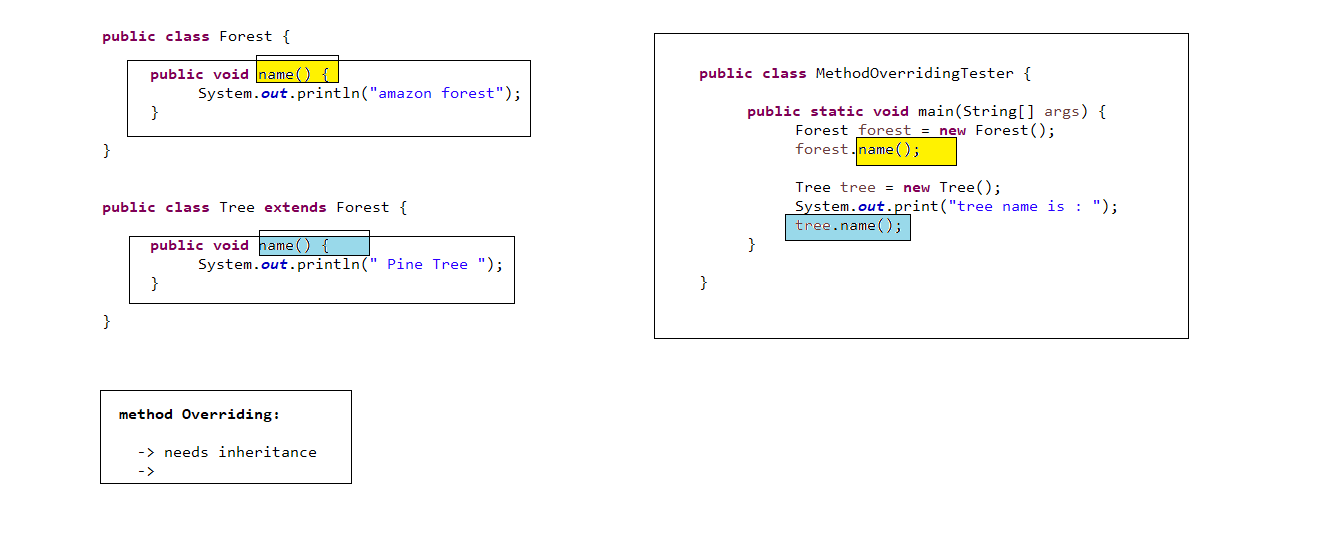 public class Forest {
public void name() {
System.out.println("amazon forest");
}
}
public class Tree extends Forest {
public void name() {
System.out.println(" Pine Tree ");
}
}
method Overriding:
-> needs inheritance
->
public class MethodOverridingTester {
public static void main(String[] args) {
Forest forest = new Forest();
forest.name();
Tree tree = new Tree();
System.out.print("tree name is : ");
tree.name();
}
}